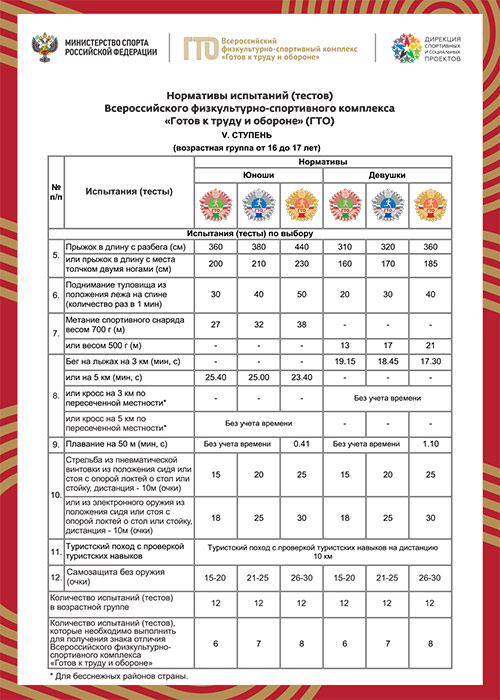 МИНИСТЕРСТВО СПОРТА
РОССИЙСКОЙ ФЕДЕРАЦИИ
ГТО
Всероссийский
физкультурно-спортивный комплекс
«Готов к труду и обороне»
ДИРЕКЦИЯ
СПОРТИВНЫХ
И СОЦИАЛЬНЫХ
ПРОЕКТОВ
Нормативы испытаний (тестов)
Всероссийского физкультурно-спортивного комплекса
«Готов к труду и обороне» (ГТО)
V. СТУПЕНЬ
(возрастная группа от 16 до 17 лет)
№ п/п Испытания (тесты) Нормативы
Юноши Девушки
ГТО ГТО ГТО ГТО ГТО ГТО
Испытания (тесты) по выбору
5. Прыжок в длину с разбега (см) 360 380 440 310 320 360
или прыжок в длину с места
толчком двумя ногами (см) 200 210 230 160 170 185
6. Поднимание туловища из
положения лежа на спине
(количество раз в 1 мин) 30 40 50 20 30 40
7. Метание спортивного снаряда
весом 700 г (м) 27 32 38 - - -
или весом 500 г (м) - - - 13 17 21
8. Бег на лыжах на 3 км (мин, с) - - - 19.15 18.45 17.30
или на 5 км (мин, с) 25.40 25.00 23.40 - - -
или кросс на 3 км по
пересеченной местности* - - - Без учета времени
или кросс на 5 км по
пересеченной местности* Без учета времени - - -
9. Плавание на 50 м (мин, с) Без учета времени 0.41 Без учета времени 1.10
10. Стрельба из пневматической
винтовки из положения сидя или
стоя с опорой локтей о стол или
стойку, дистанция - 10м (очки) 15 20 25 15 20 25
или из электронного оружия из
положения сидя или стоя с
опорой локтей о стол или стойку,
дистанция - 10м (очки) 18 25 30 18 25 30
11. Туристский поход с проверкой
туристских навыков Туристский поход с проверкой туристских навыков на дистанцию
10 км
12. Самозащита без оружия
(очки) 15-20 21-25 26-30 15-20 21-25 26-30
Количество испытаний (тестов)
в возрастной группе 12 12 12 12 12 12
Количество испытаний (тестов),
которые необходимо выполнить
для получения знака отличия
Всероссийского физкультурно-
спортивного комплекса
«Готов к труду и обороне» 6 7 8 6 7 8
* Для бесснежных районов страны.